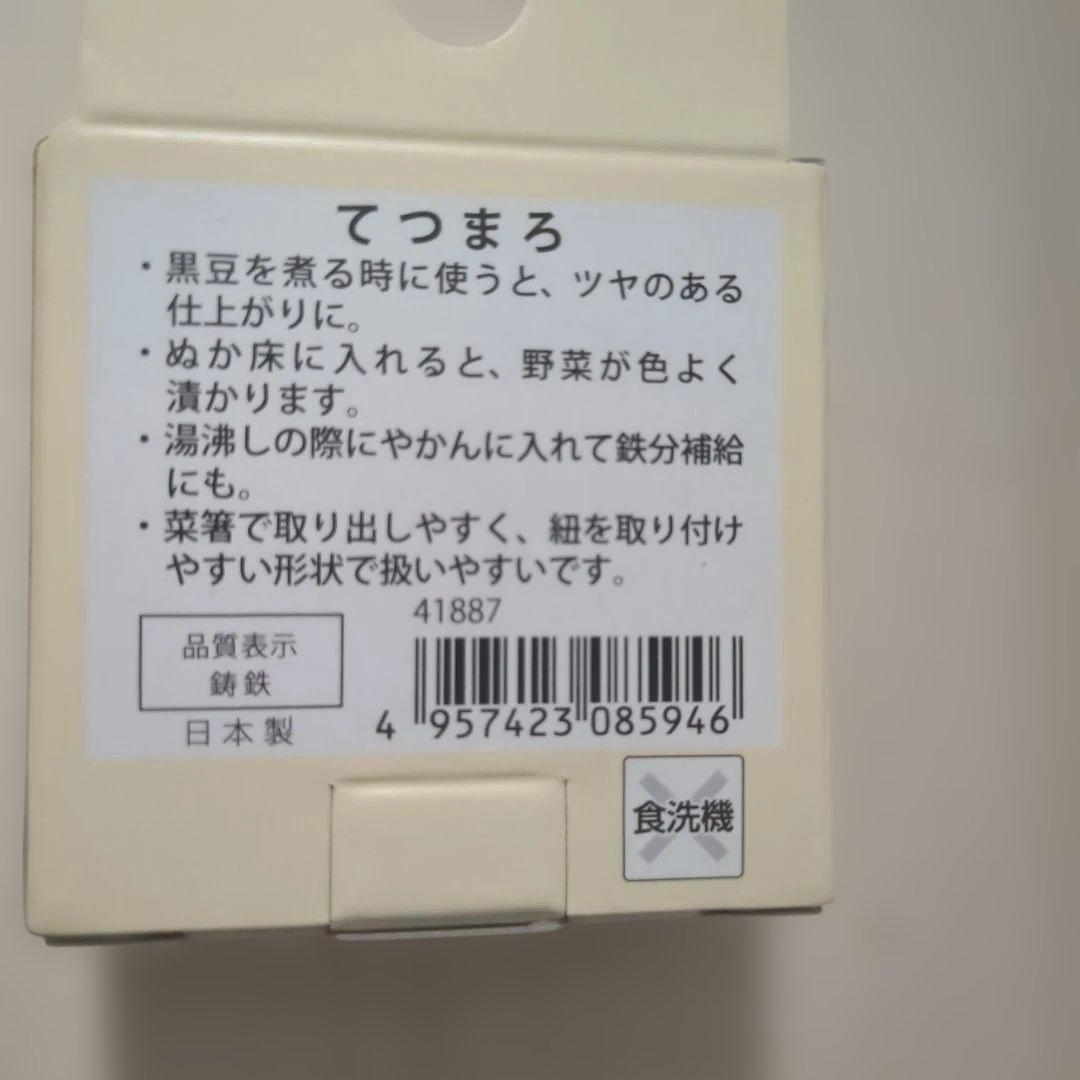 てつまろ
・黒豆を煮る時に使うと、ツヤのある
仕上がりに。
・ぬか床に入れると、野菜が色よく
漬かります。
・湯沸しの際にやかんに入れて鉄分補給
にも。
・菜箸で取り出しやすく、紐を取り付け
やすい形状で扱いやすいです。
41887
品質表示
鋳鉄
日本製
4 957423 085946
食洗機